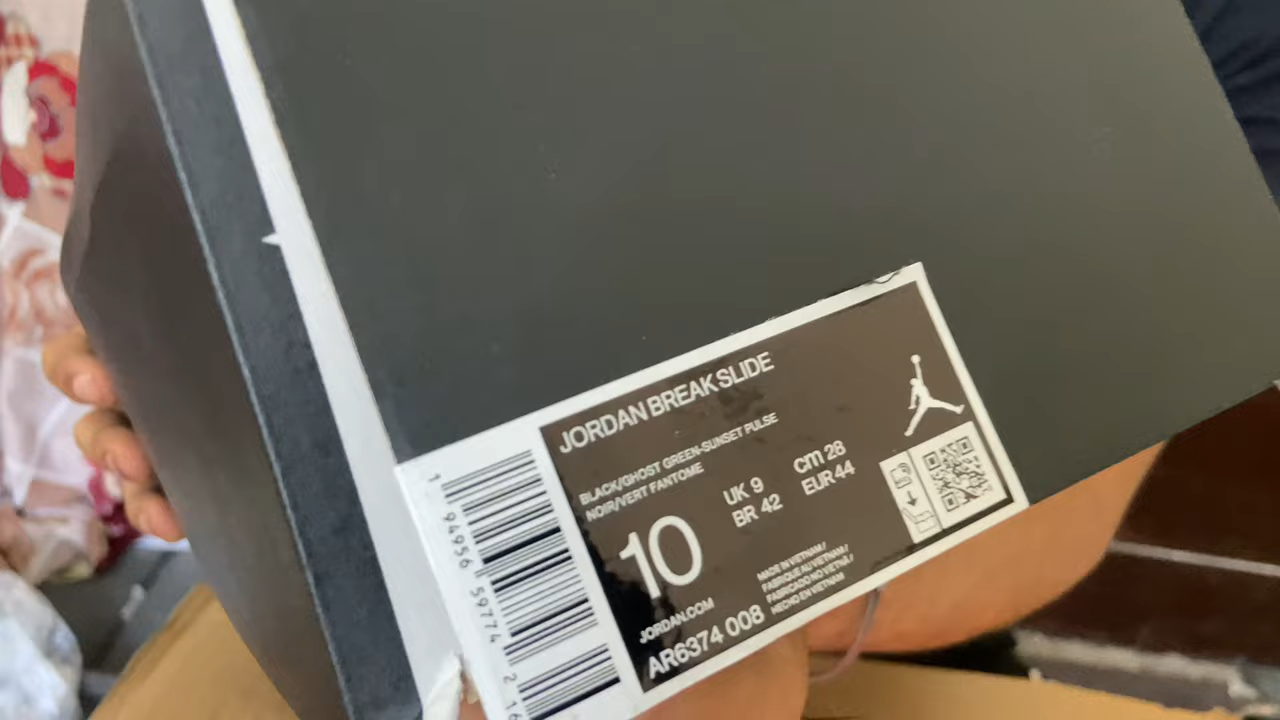 JORDAN BREAK SLIDE
BLACK/GHOST GREEN-SUNSET PULSE
NOIR/VERT FANTOME
10
UK 9
BR 42
cm 28
EUR 44
JORDAN.COM
AR6374 008
MADE IN VIETNAM /
FABRIQUE AU VIETNAM /
FABRICADO NO VIETNÃ /
HECHO EN VIETNAM
1 94956 59774 2 16